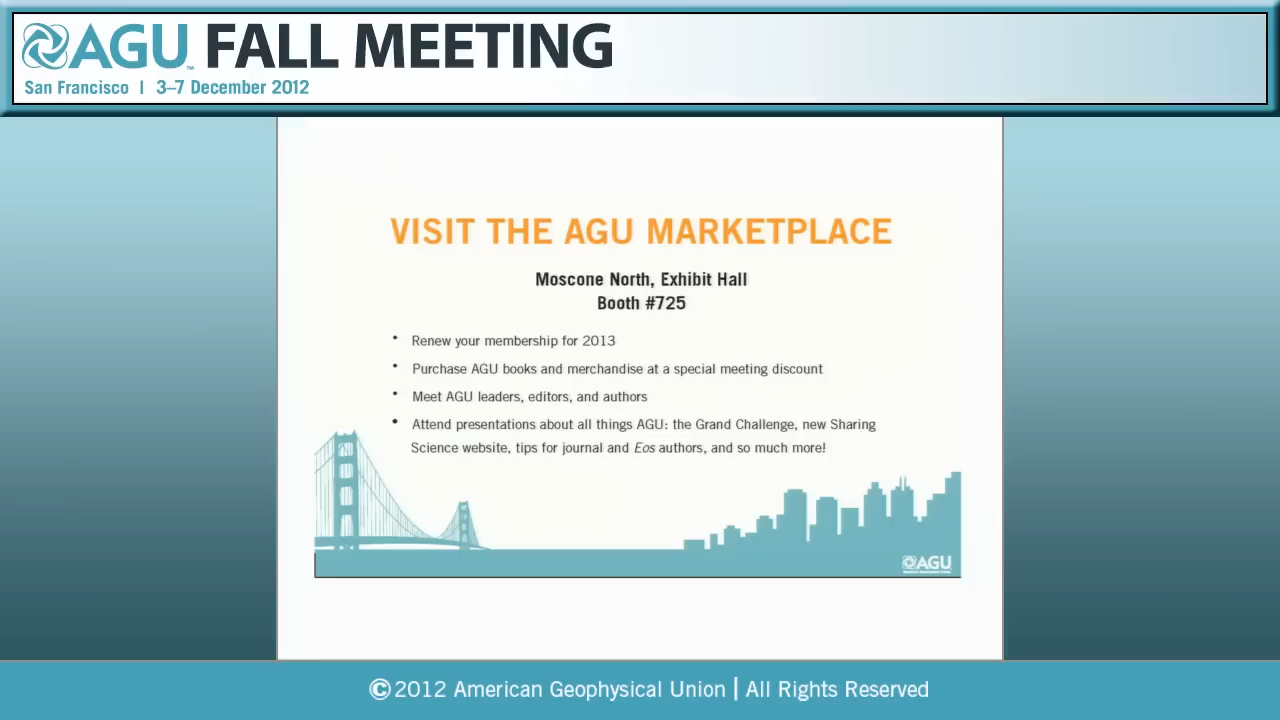 AGU™ FALL MEETING
San Francisco | 3–7 December 2012
VISIT THE AGU MARKETPLACE
Moscone North, Exhibit Hall
Booth #725
• Renew your membership for 2013
• Purchase AGU books and merchandise at a special meeting discount
• Meet AGU leaders, editors, and authors
• Attend presentations about all things AGU: the Grand Challenge, new Sharing
Science website, tips for journal and Eos authors, and so much more!
AGU
©2012 American Geophysical Union | All Rights Reserved